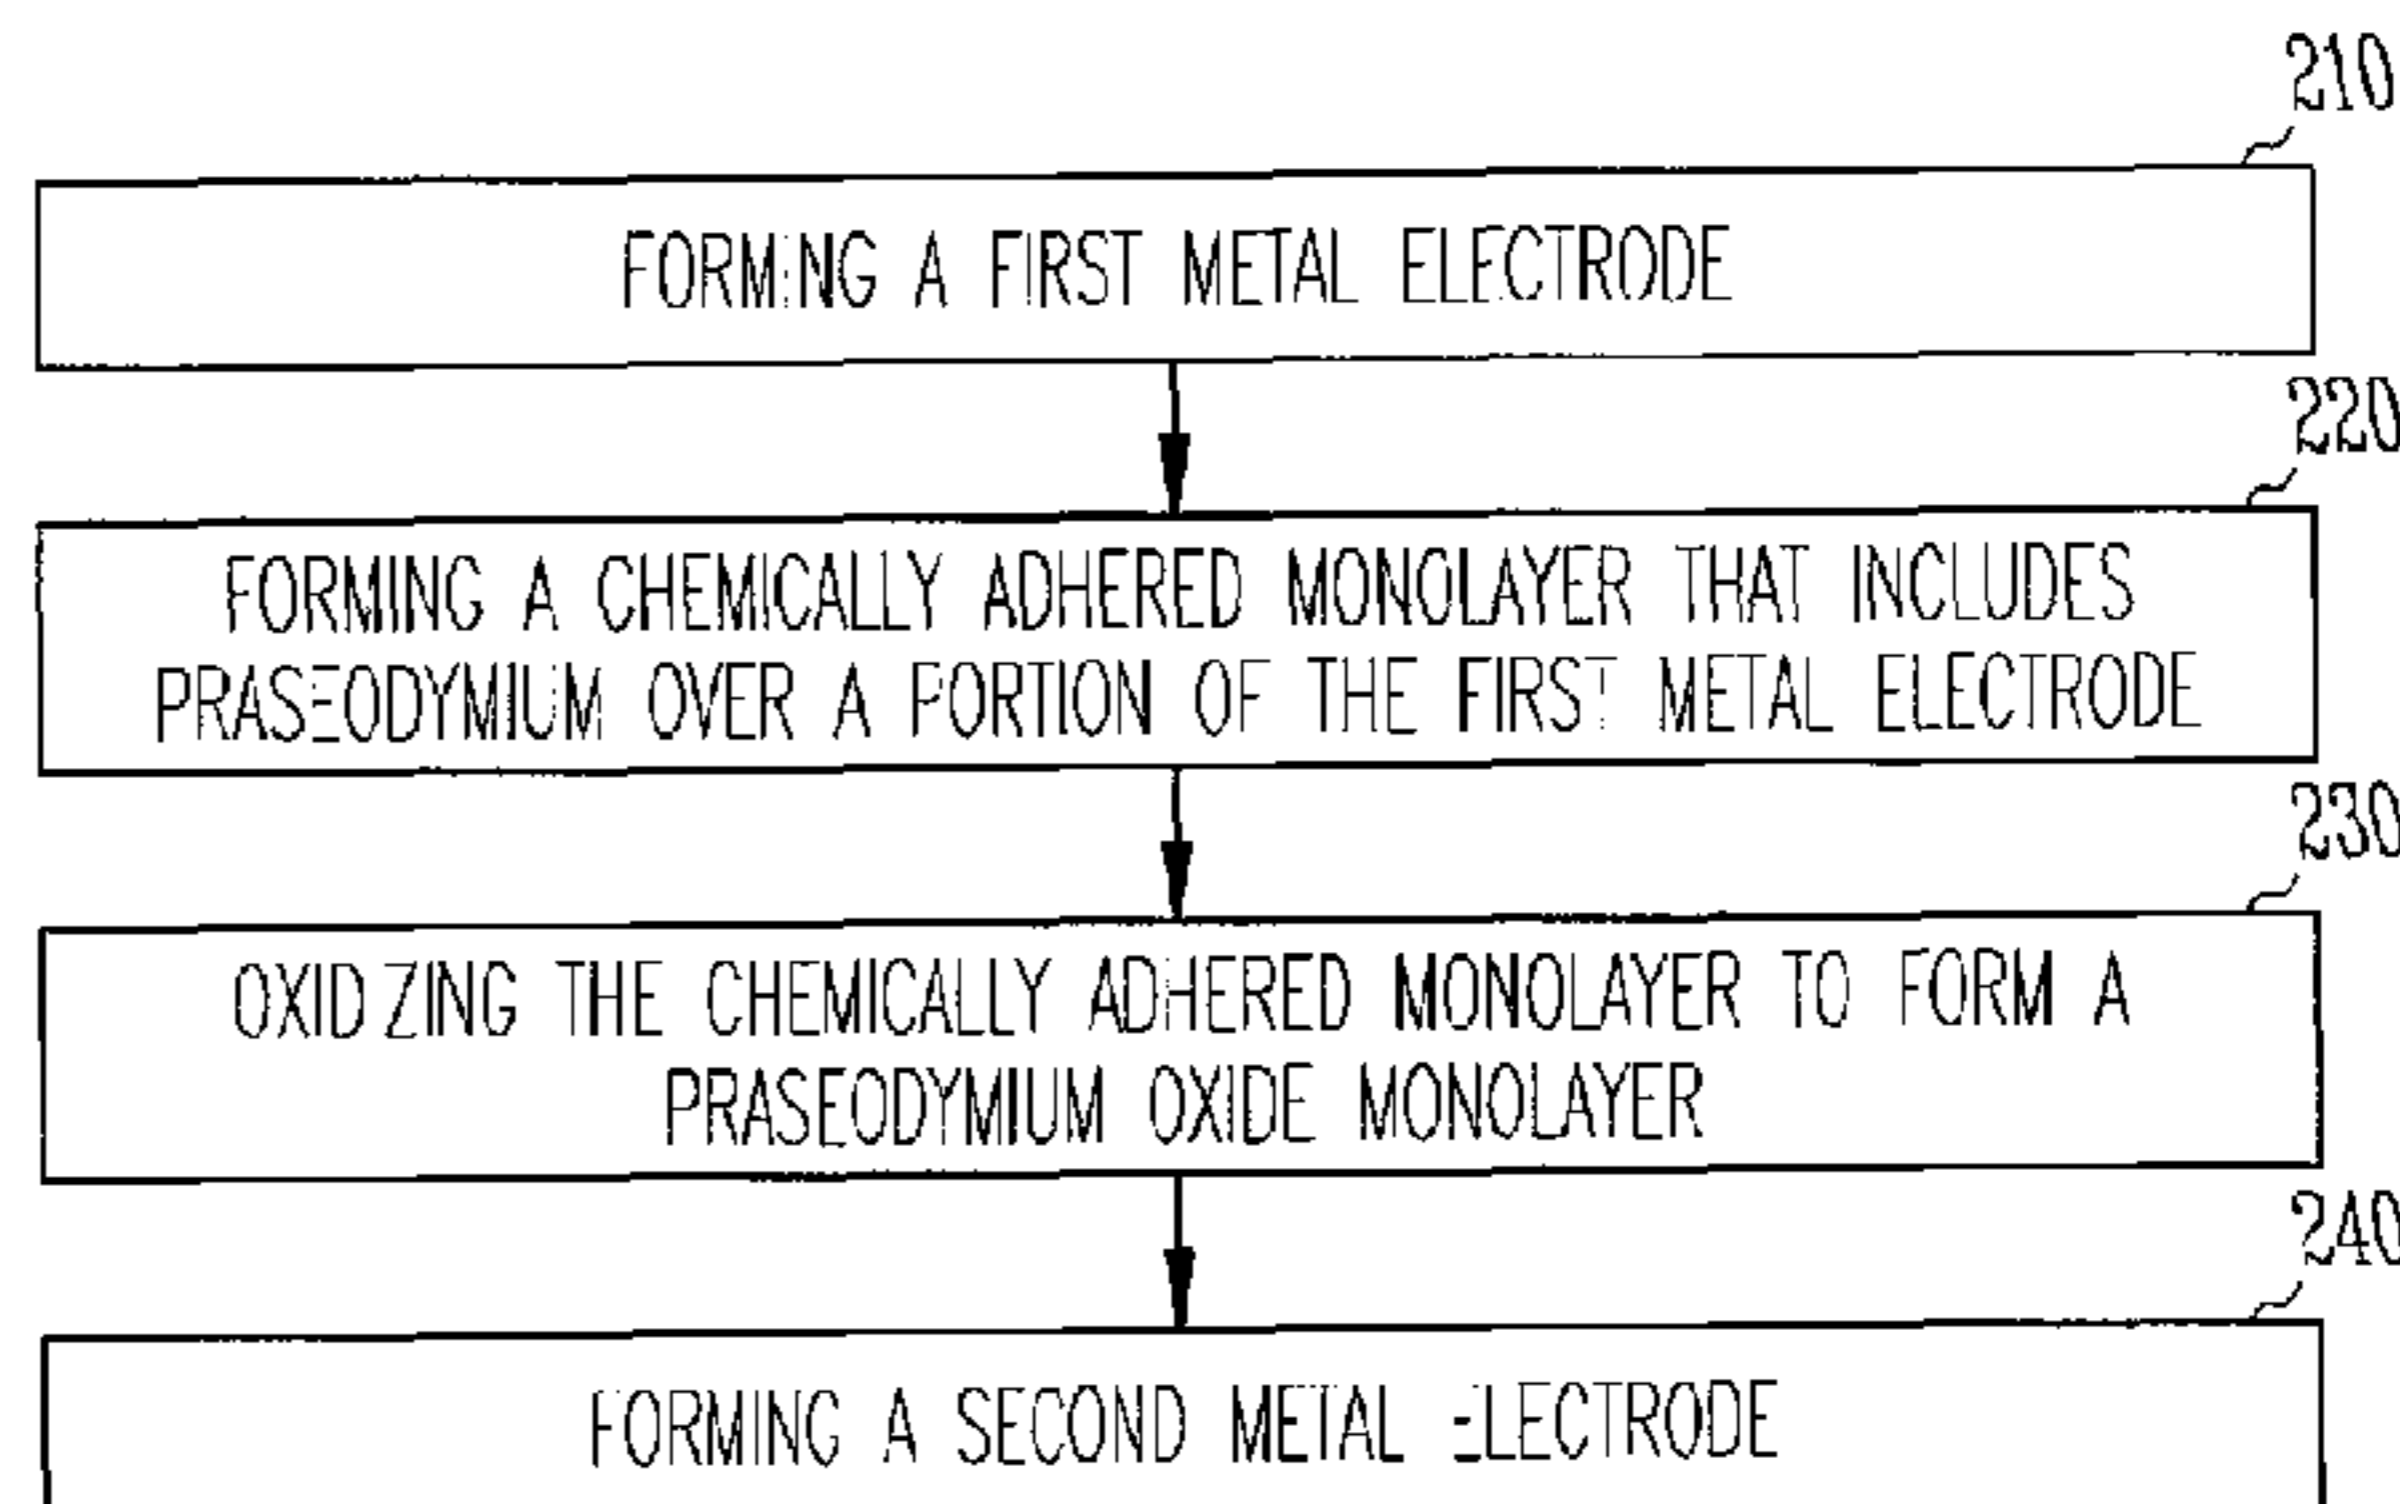 210
FORMING A FIRST METAL ELECTRODE
220
FORMING A CHEMICALLY ADHERED MONOLAYER THAT INCLUDES
PRASEODYMIUM OVER A PORTION OF THE FIRST METAL ELECTRODE
230
OXIDIZING THE CHEMICALLY ADHERED MONOLAYER TO FORM A
PRASEODYMIUM OXIDE MONOLAYER
240
FORMING A SECOND METAL ELECTRODE